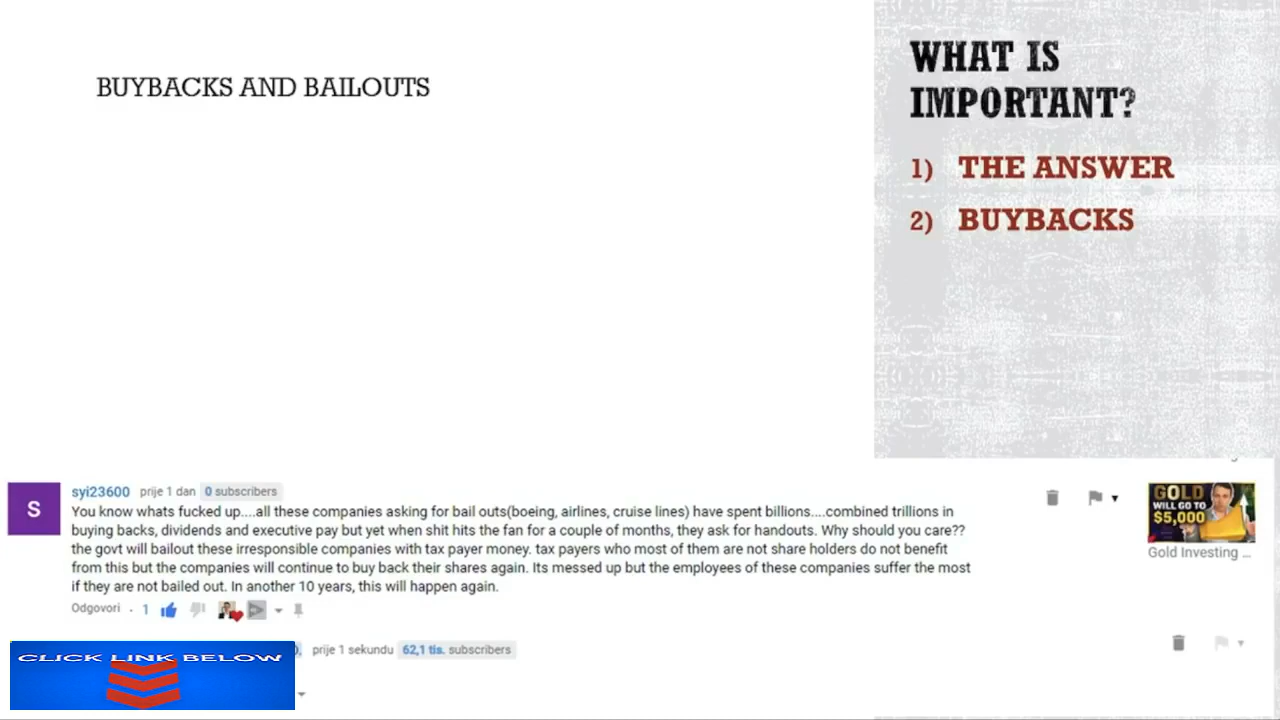 BUYBACKS AND BAILOUTS
WHAT IS
IMPORTANT?
1) THE ANSWER
2) BUYBACKS
S
syi23600 prije 1 dan 0 subscribers
You know whats fucked up....all these companies asking for bail outs(boeing, airlines, cruise lines) have spent billions....combined trillions in
buying backs, dividends and executive pay but yet when shit hits the fan for a couple of months, they ask for handouts. Why should you care??
the govt will bailout these irresponsible companies with tax payer money. tax payers who most of them are not share holders do not benefit
from this but the companies will continue to buy back their shares again. Its messed up but the employees of these companies suffer the most
if they are not bailed out. In another 10 years, this will happen again.
Odgovori . 1
GOLD
WILL GO TO
$5,000
Gold Investing ...
prije 1 sekundu 62,1 tis. subscribers
CLICK LINK BELOW